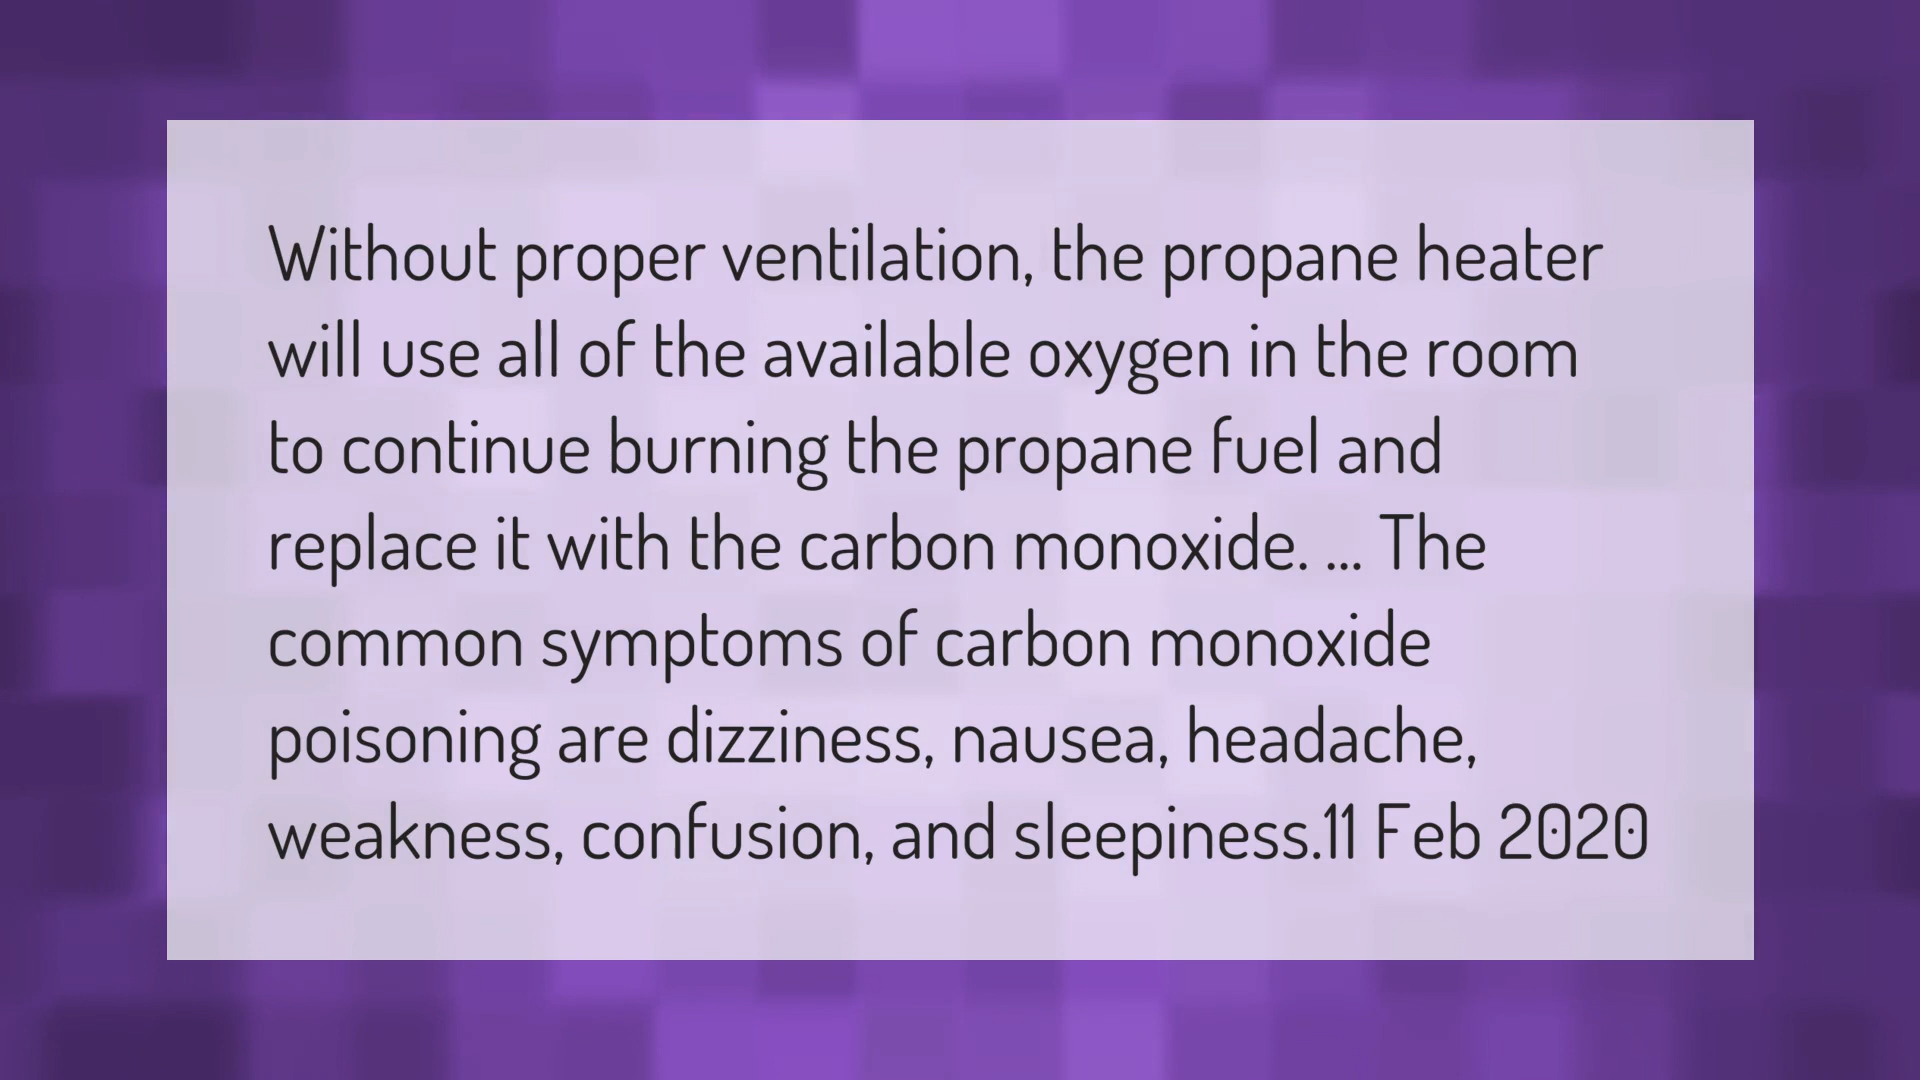 Without proper ventilation, the propane heater
will use all of the available oxygen in the room
to continue burning the propane fuel and
replace it with the carbon monoxide. ... The
common symptoms of carbon monoxide
poisoning are dizziness, nausea, headache,
weakness, confusion, and sleepiness.11 Feb 2020